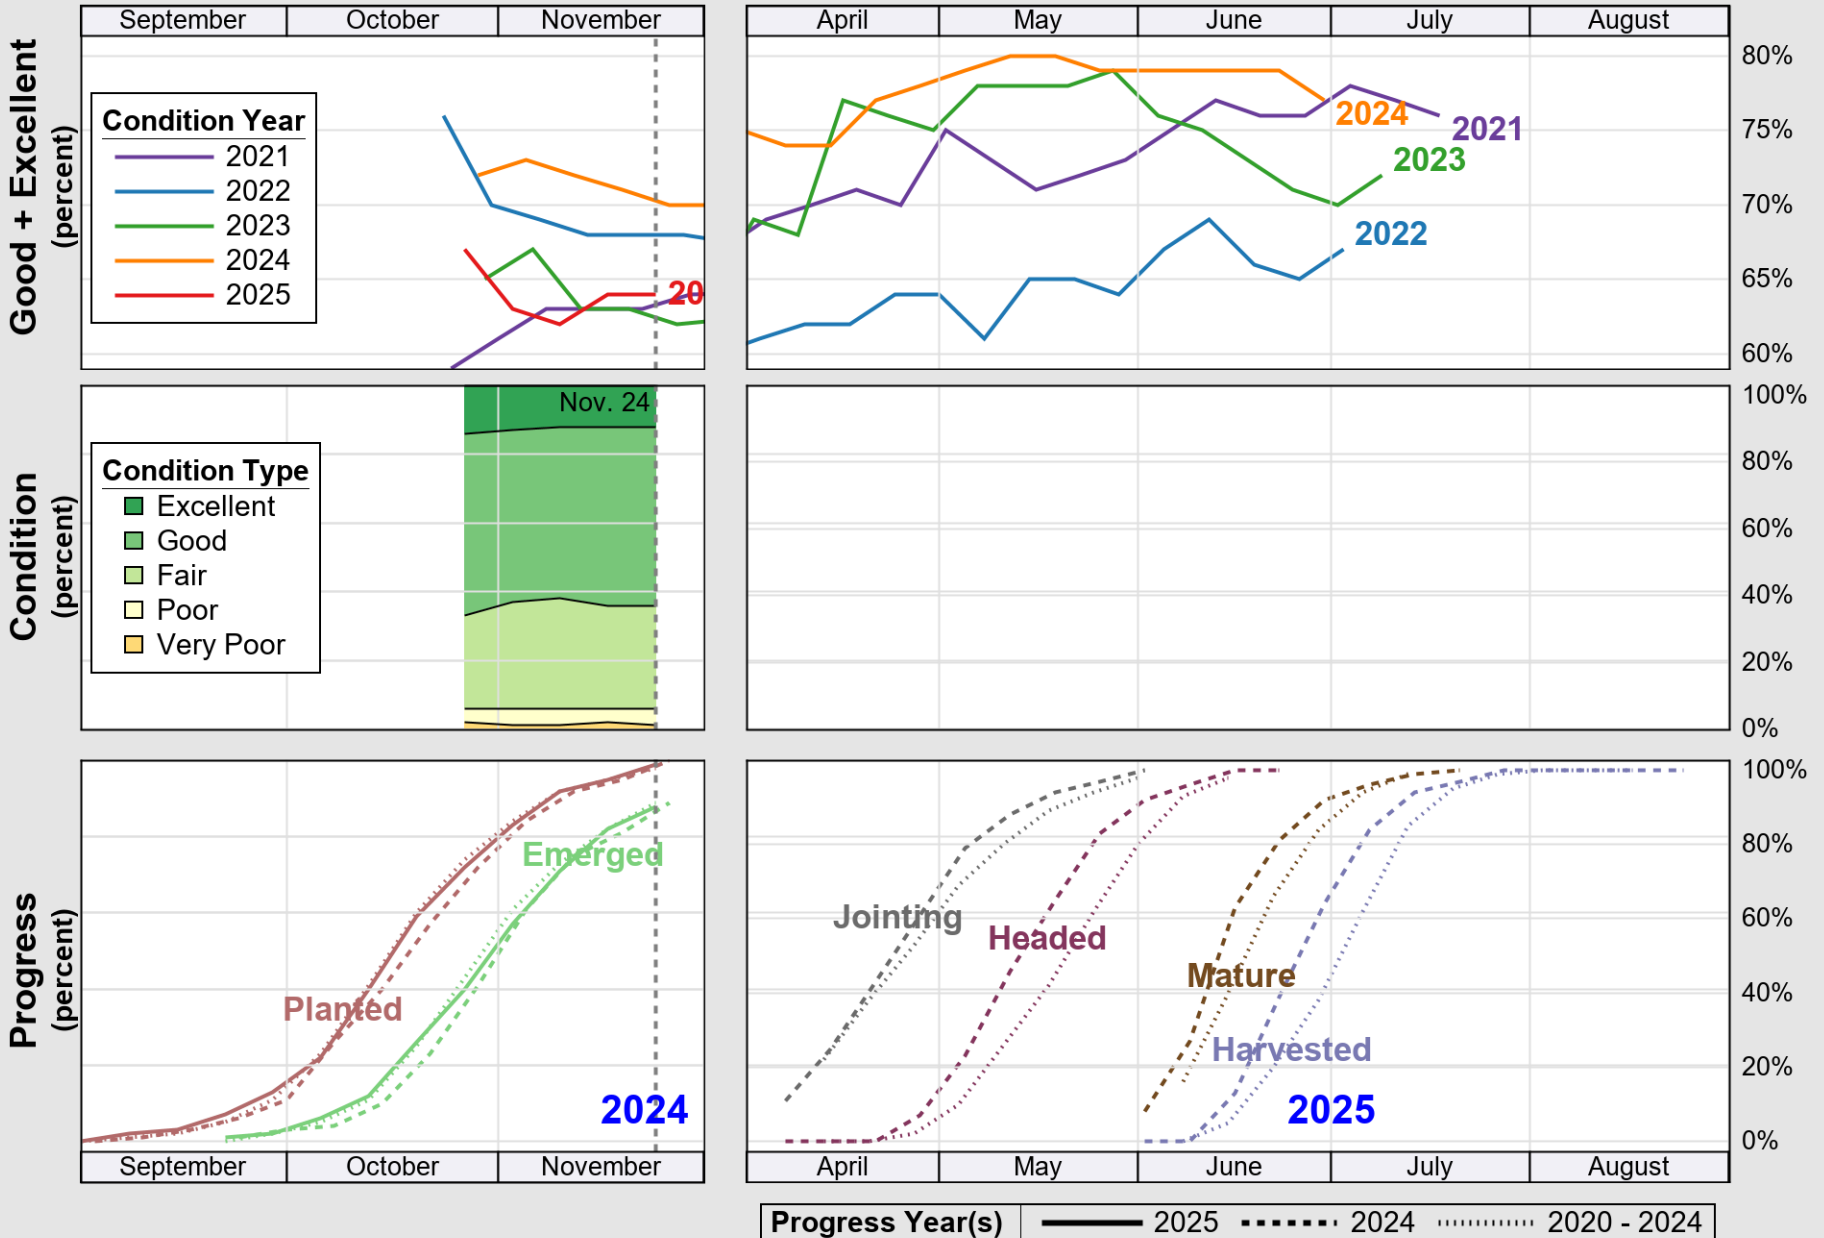 September October November April May June July August
Good + Excellent
(percent)
Condition Year
2021
2022
2023
2024
2025
20
2024
2021
2023
2022
80%
75%
70%
65%
60%
Condition
(percent)
Nov. 24
Condition Type
Excellent
Good
Fair
Poor
Very Poor
100%
80%
60%
40%
20%
0%
Progress
(percent)
Planted
Emerged
2024
Jointing
Headed
Mature
Harvested
2025
100%
80%
60%
40%
20%
0%
September October November April May June July August
Progress Year(s) 2025 2024 2020 - 2024